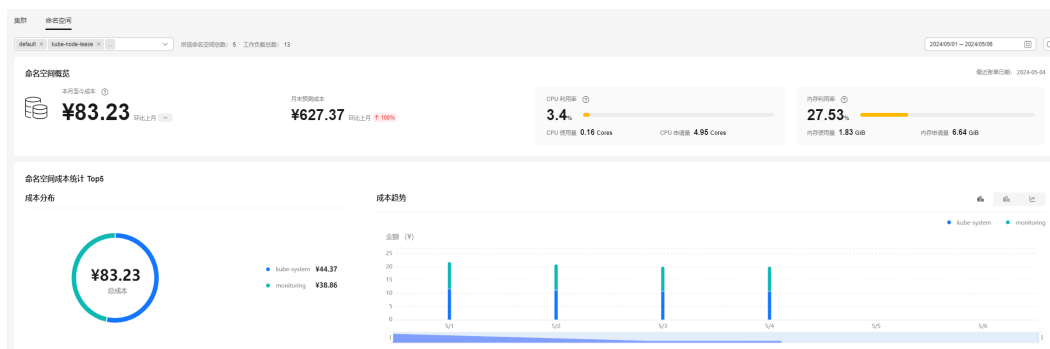 集群 命名空间
default × kube-node-lease × ... 所选命名空间总数: 5 工作负载总数: 13 2024/05/01 – 2024/05/06
命名空间概览 最近账单日期: 2024-05-04
本月至今成本
¥83.23 环比上月 --
月末预测成本
¥627.37 环比上月 100%
CPU 利用率
3.4%
CPU 使用量 0.16 Cores CPU 申请量 4.95 Cores
内存利用率
27.53%
内存使用量 1.83 GiB 内存申请量 6.64 GiB
命名空间成本统计 Top5
成本分布
¥83.23
总成本
kube-system ¥44.37
monitoring ¥38.86
成本趋势
kube-system monitoring
金额 (¥)
25
20
15
10
5
0
5/1 5/2 5/3 5/4 5/5 5/6